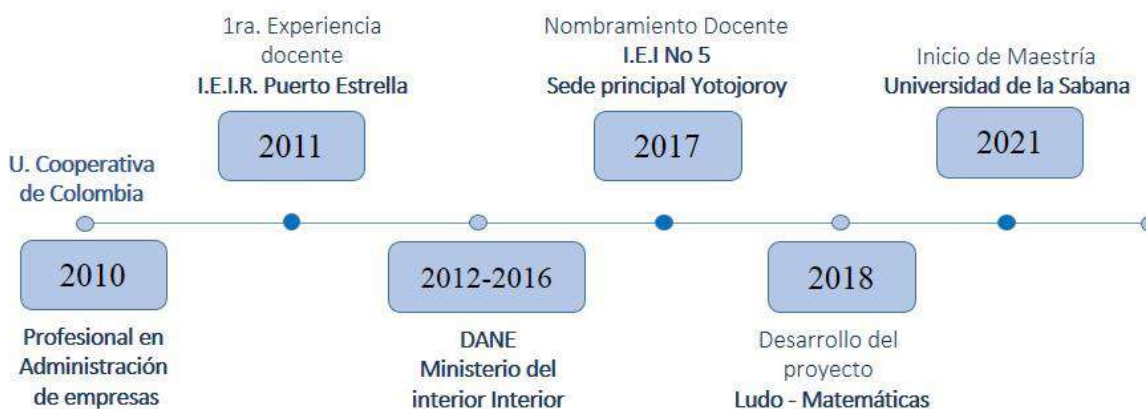 U. Cooperativa
de Colombia
2010
Profesional en
Administración
de empresas
1ra. Experiencia
docente
I.E.I.R. Puerto Estrella
2011
2012-2016
DANE
Ministerio del
interior Interior
Nombramiento Docente
I.E.I No 5
Sede principal Yotojoroy
2017
2018
Desarrollo del
proyecto
Ludo - Matemáticas
Inicio de Maestría
Universidad de la Sabana
2021